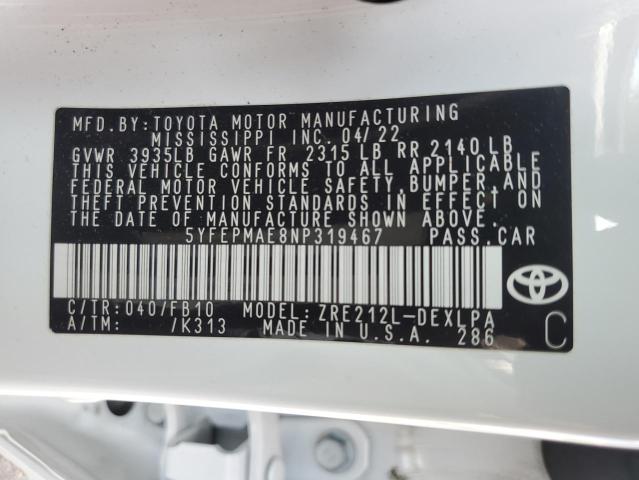 MFD.BY:TOYOTA MOTOR MANUFACTURING
MISSISSIPPI INC. 04/22
GVWR 3935LB GAWR FR 2315 LB RR 2140 LB
THIS VEHICLE CONFORMS TO ALL APPLICABLE
FEDERAL MOTOR VEHICLE SAFETY,BUMPER,AND
THEFT PREVENTION STANDARDS IN EFFECT ON
THE DATE OF MANUFACTURE SHOWN ABOVE.
5YFEPMAE8NP319467 PASS.CAR
C/TR:040/FB10 MODEL: ZRE212L-DEXLPA
A/TM: /K313 MADE IN U.S.A. 286
C